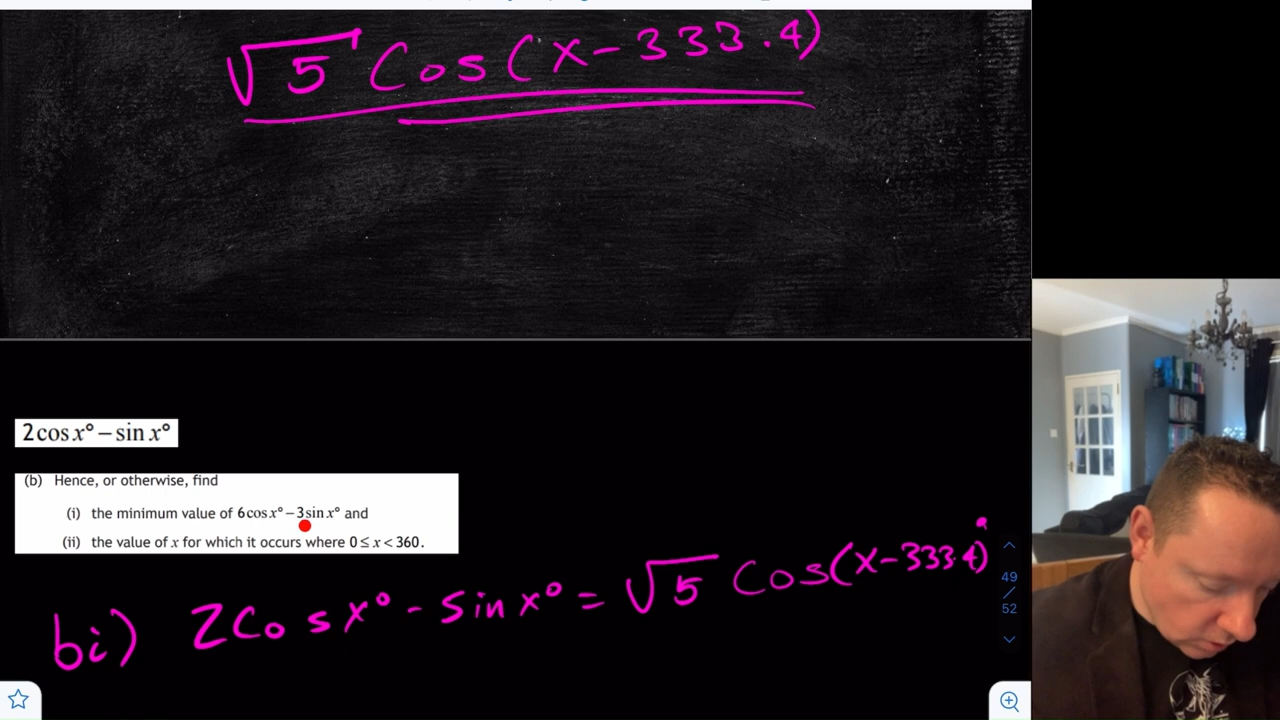 √5 Cos(x-333.4)
2cos x° – sin x°
(b) Hence, or otherwise, find
(i) the minimum value of 6cos x° – 3sin x° and
(ii) the value of x for which it occurs where 0 ≤ x < 360.
bi) 2Cos x° - sin x° = √5 Cos(x-333.4)°
49
/
52